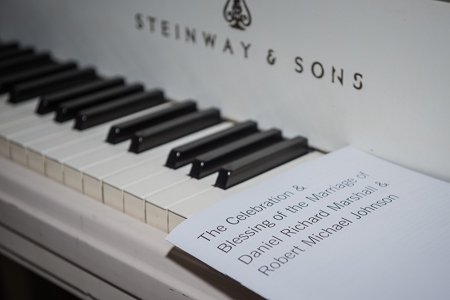 STEINWAY & SONS
The Celebration &
Blessing of the Marriage of
Daniel Richard Marshall &
Robert Michael Johnson